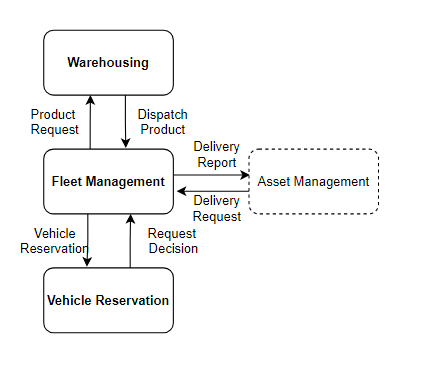 Warehousing
Product
Request
Dispatch
Product
Delivery
Report
Fleet Management
Asset Management
Delivery
Request
Vehicle
Reservation
Request
Decision
Vehicle Reservation